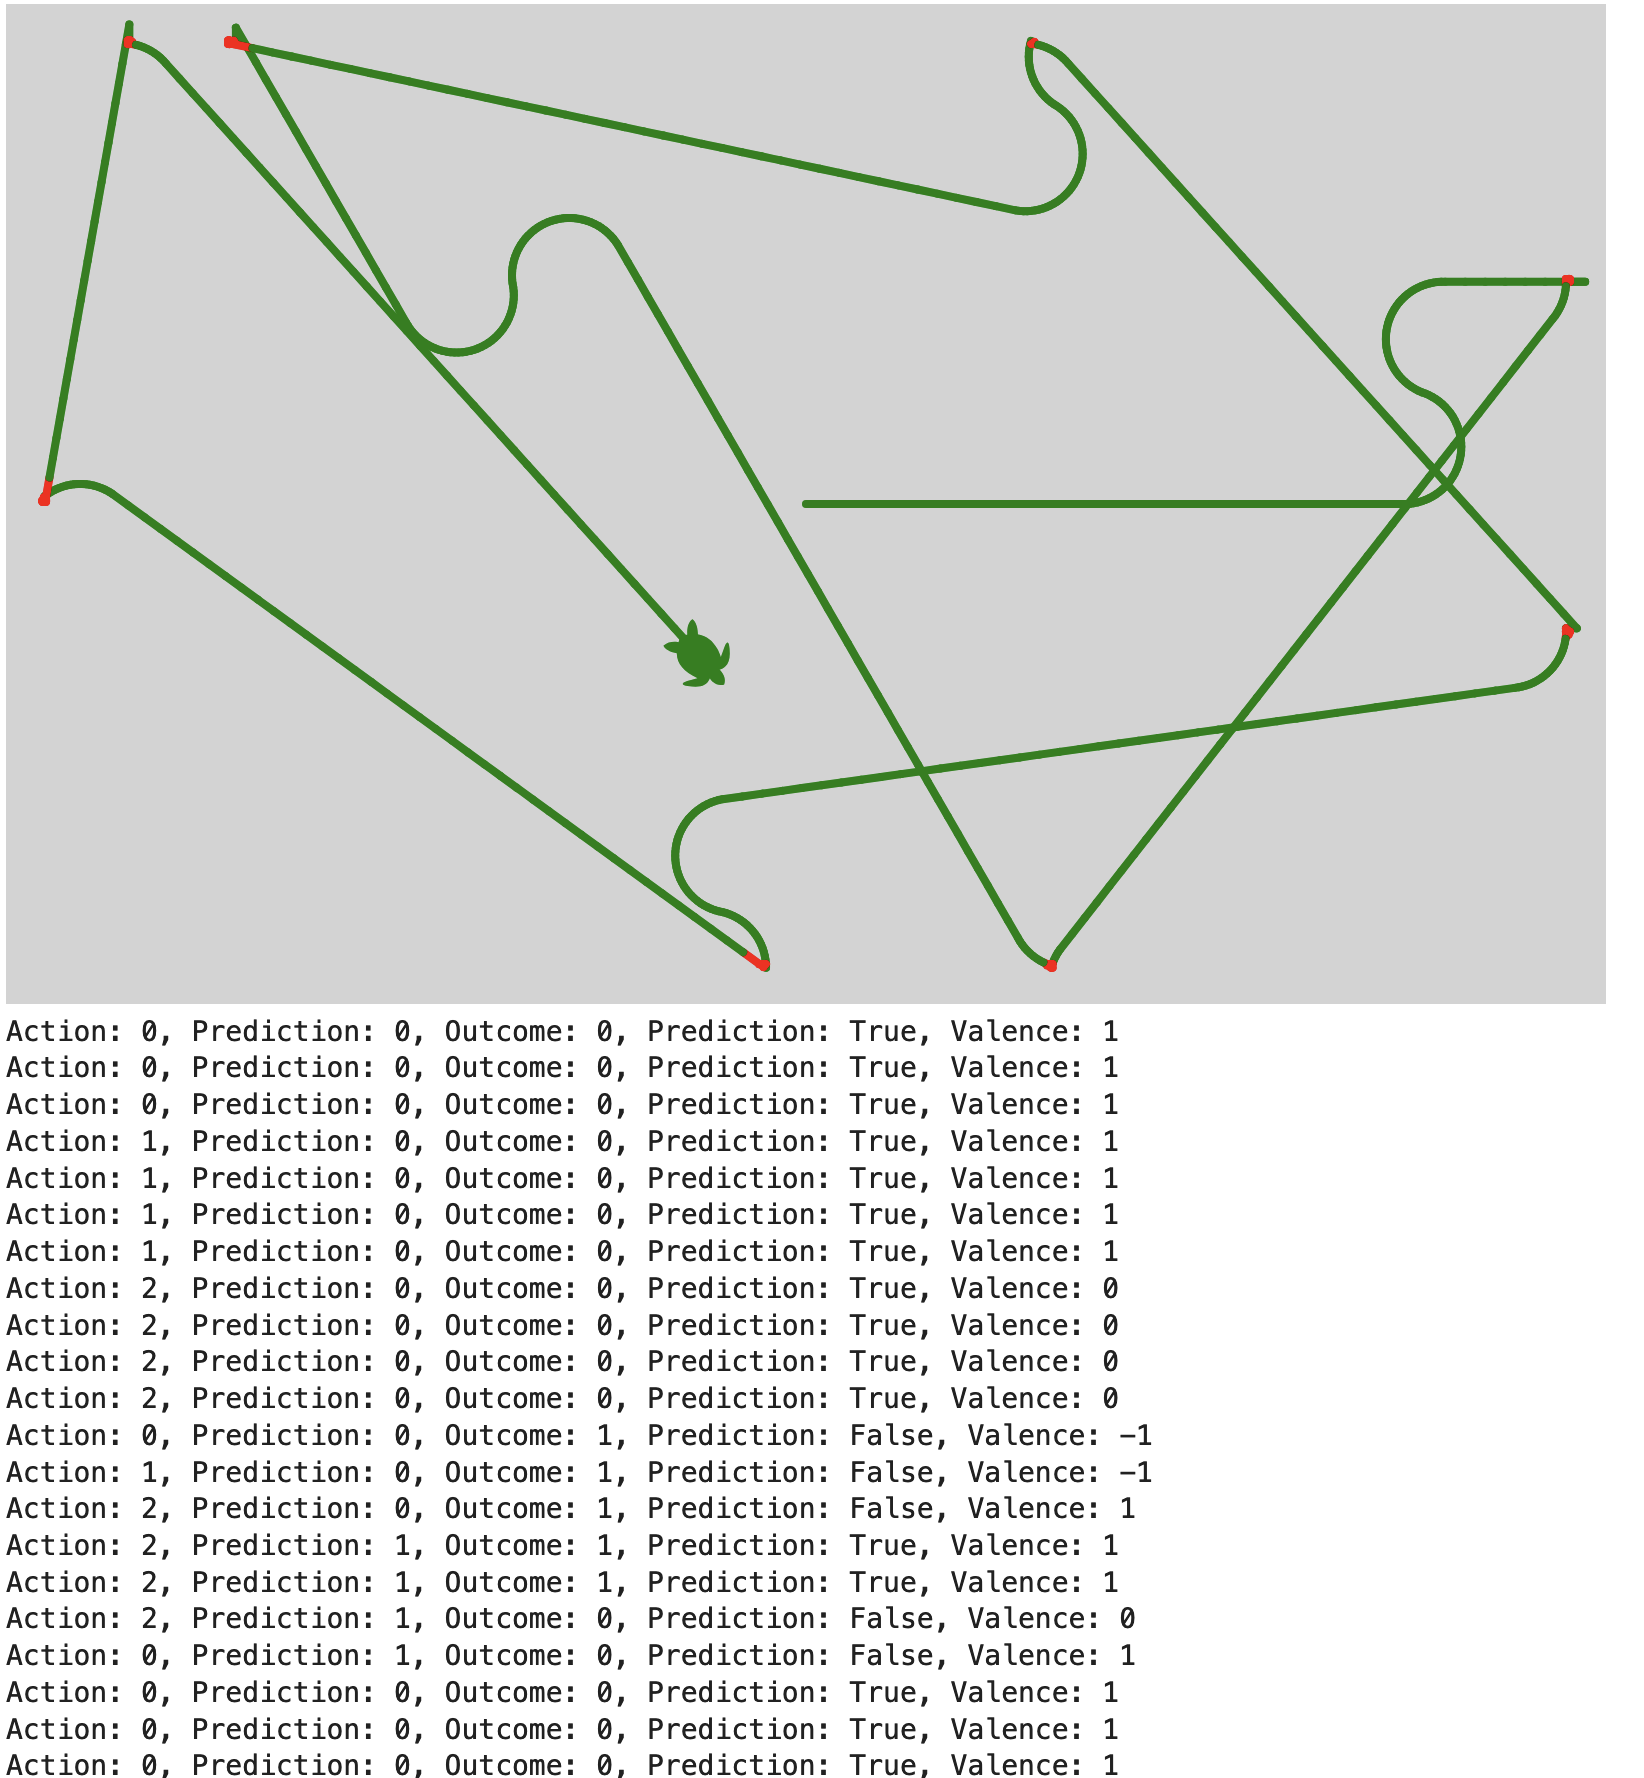 Action: 0, Prediction: 0, Outcome: 0, Prediction: True, Valence: 1
Action: 0, Prediction: 0, Outcome: 0, Prediction: True, Valence: 1
Action: 0, Prediction: 0, Outcome: 0, Prediction: True, Valence: 1
Action: 1, Prediction: 0, Outcome: 0, Prediction: True, Valence: 1
Action: 1, Prediction: 0, Outcome: 0, Prediction: True, Valence: 1
Action: 1, Prediction: 0, Outcome: 0, Prediction: True, Valence: 1
Action: 1, Prediction: 0, Outcome: 0, Prediction: True, Valence: 1
Action: 2, Prediction: 0, Outcome: 0, Prediction: True, Valence: 0
Action: 2, Prediction: 0, Outcome: 0, Prediction: True, Valence: 0
Action: 2, Prediction: 0, Outcome: 0, Prediction: True, Valence: 0
Action: 2, Prediction: 0, Outcome: 0, Prediction: True, Valence: 0
Action: 0, Prediction: 0, Outcome: 1, Prediction: False, Valence: -1
Action: 1, Prediction: 0, Outcome: 1, Prediction: False, Valence: -1
Action: 2, Prediction: 0, Outcome: 1, Prediction: False, Valence: 1
Action: 2, Prediction: 1, Outcome: 1, Prediction: True, Valence: 1
Action: 2, Prediction: 1, Outcome: 1, Prediction: True, Valence: 1
Action: 2, Prediction: 1, Outcome: 0, Prediction: False, Valence: 0
Action: 0, Prediction: 1, Outcome: 0, Prediction: False, Valence: 1
Action: 0, Prediction: 0, Outcome: 0, Prediction: True, Valence: 1
Action: 0, Prediction: 0, Outcome: 0, Prediction: True, Valence: 1
Action: 0, Prediction: 0, Outcome: 0, Prediction: True, Valence: 1